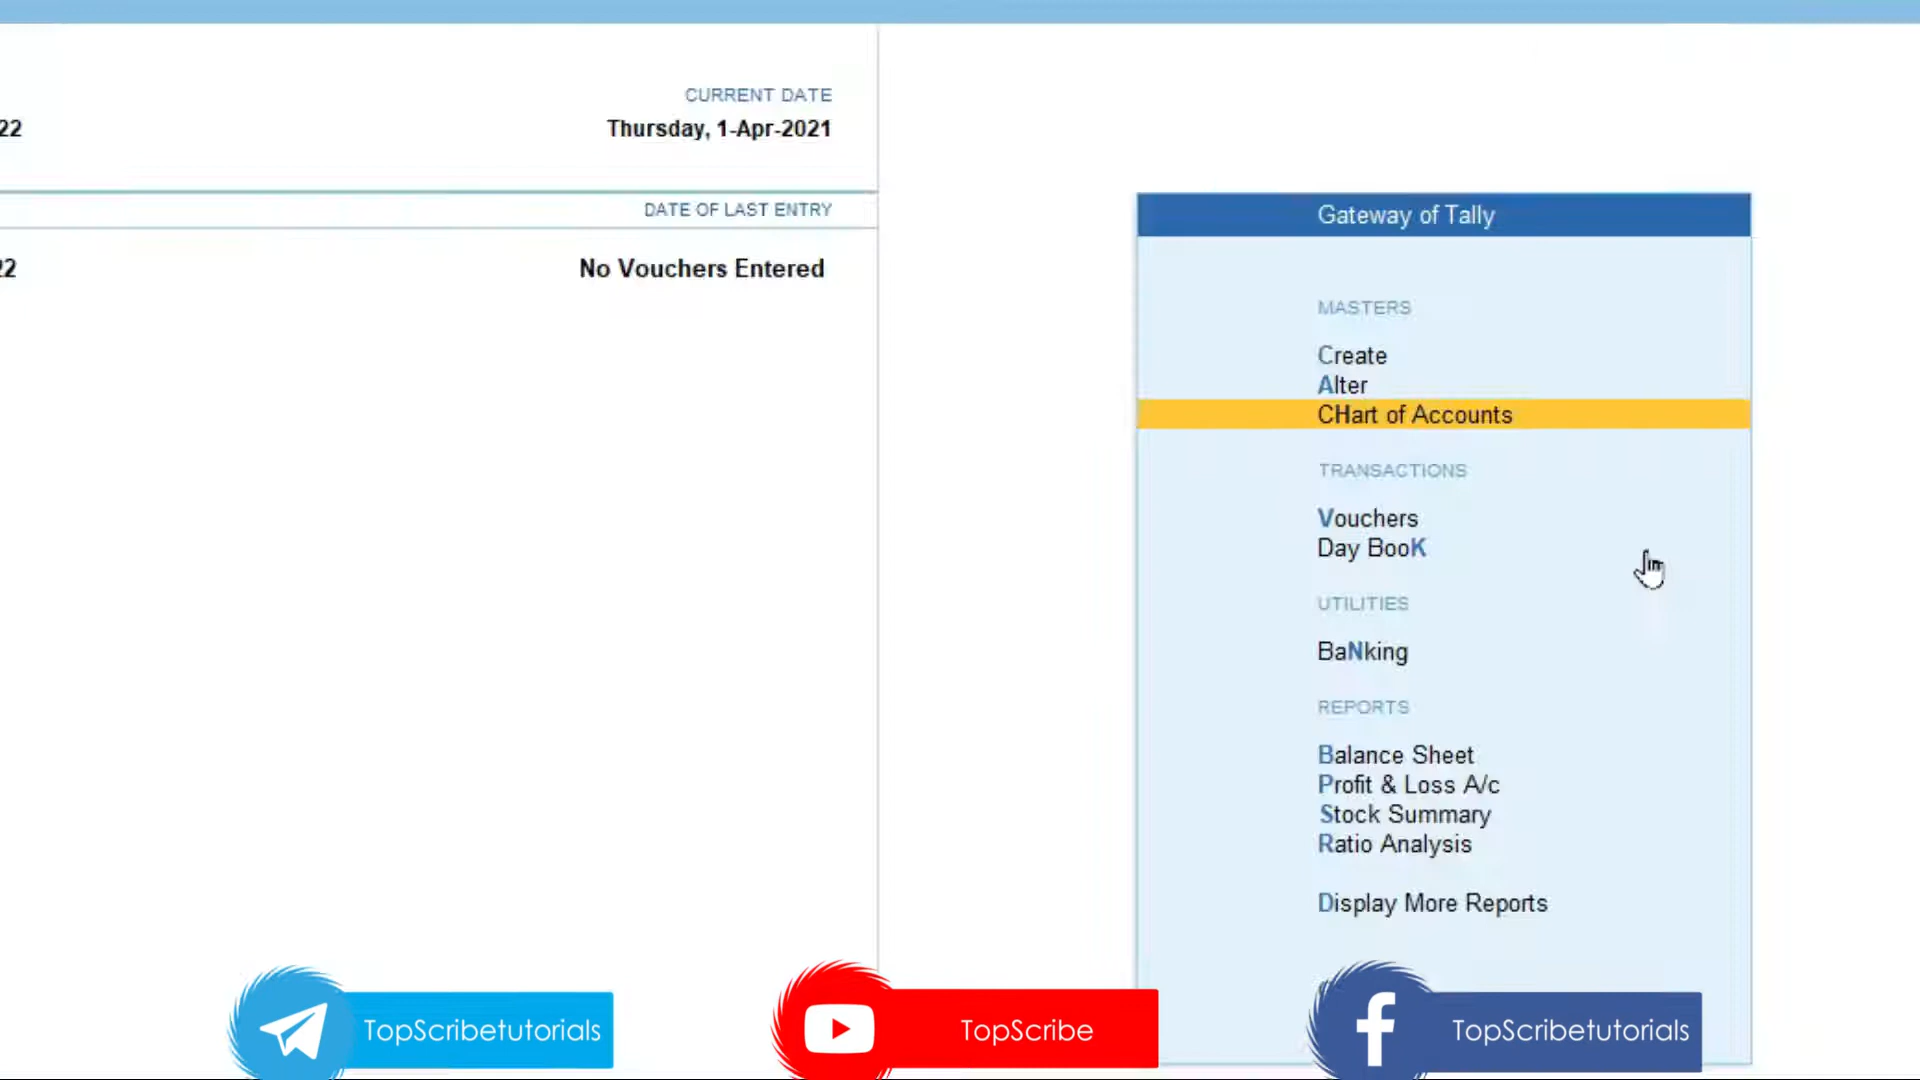 CURRENT DATE
22 Thursday, 1-Apr-2021
DATE OF LAST ENTRY
22 No Vouchers Entered
Gateway of Tally
MASTERS
Create
Alter
CHart of Accounts
TRANSACTIONS
Vouchers
Day BooK
UTILITIES
BaNking
REPORTS
Balance Sheet
Profit & Loss A/c
Stock Summary
Ratio Analysis
Display More Reports
TopScribetutorials
TopScribe
TopScribetutorials